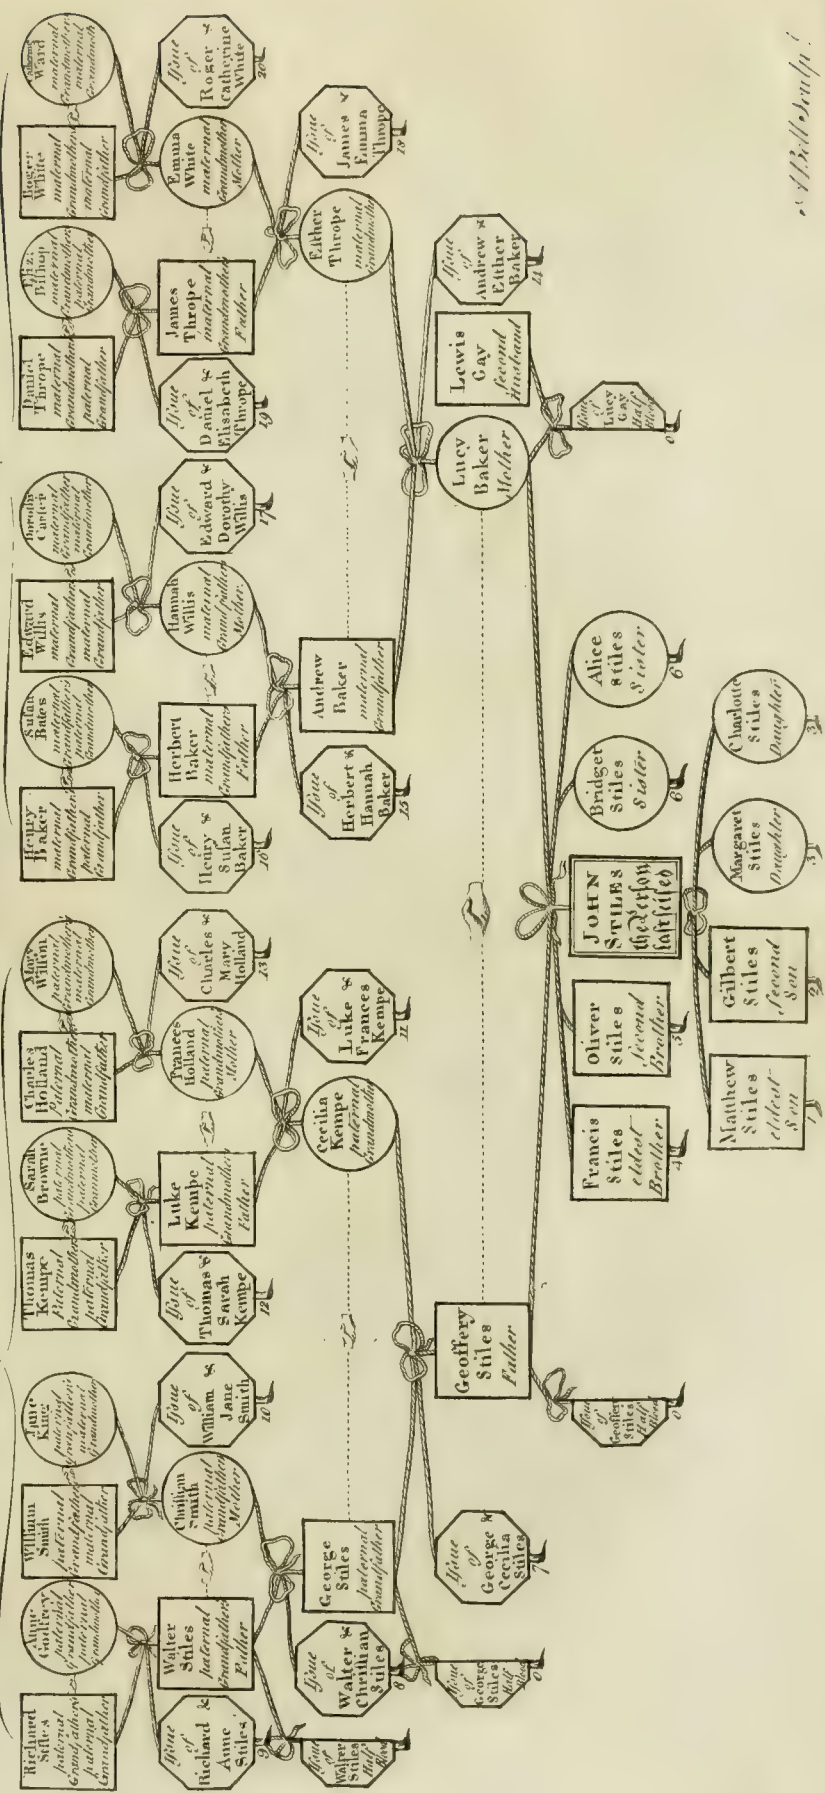 Richard
Stiles
paternal
Grandfather's
paternal
Grandfather
Anne
Godfrey
paternal
Grandfather's
paternal
Grandmother
William
Smith
paternal
Grandfather's
maternal
Grandfather
Jane
King
paternal
Grandfather's
maternal
Grandmother
Thomas
Kempe
Paternal
Grandmother's
paternal
Grandfather
Sarah
Browne
paternal
Grandmother's
paternal
Grandmother
Charles
Holland
Paternal
Grandmother's
maternal
Grandfather
Mary
Wilson
paternal
Grandmother's
maternal
Grandmother
Henry
Baker
maternal
Grandfather's
paternal
Grandfather
Susan
Bates
maternal
Grandfather's
paternal
Grandmother
Edward
Willis
maternal
Grandfather's
maternal
Grandfather
Dorothy
Carter
maternal
Grandfather's
maternal
Grandmother
Daniel
Thrope
maternal
Grandmother's
paternal
Grandfather
Eliz.
Bishop
maternal
Grandmother's
paternal
Grandmother
Roger
White
maternal
Grandmother's
maternal
Grandfather
Catherine
Ward
maternal
Grandmother's
maternal
Grandmother
Issue
of
Richard &
Anne
Stiles
9
Walter
Stiles
paternal
Grandfather's
Father
Christian
Smith
paternal
Grandfather's
Mother
Issue
of
William &
Jane
Smith
10
Issue
of
Thomas &
Sarah
Kempe
12
Luke
Kempe
paternal
Grandmother's
Father
Frances
Holland
paternal
Grandmother's
Mother
Issue
of
Charles &
Mary
Holland
13
Issue
of
Henry &
Susan
Baker
16
Herbert
Baker
maternal
Grandfather's
Father
Hannah
Willis
maternal
Grandfather's
Mother
Issue
of
Edward &
Dorothy
Willis
17
Issue
of
Daniel &
Elisabeth
Thrope
19
James
Thrope
maternal
Grandmother's
Father
Emma
White
maternal
Grandmother's
Mother
Issue
of
Roger &
Catherine
White
20
Issue
of
Walter
Stiles
Half
Blood
Issue
of
Walter &
Christian
Stiles
8
George
Stiles
paternal
Grandfather
Cecilia
Kempe
paternal
Grandmother
Issue
of
Luke &
Frances
Kempe
11
Issue
of
Herbert &
Hannah
Baker
15
Andrew
Baker
maternal
Grandfather
Esther
Thrope
maternal
Grandmother
Issue
of
James &
Emma
Thrope
18
Issue
of
George
Stiles
Half
Blood
0
Issue
of
George &
Cecilia
Stiles
7
Geoffery
Stiles
Father
Lucy
Baker
Mother
Lewis
Gay
second
Husband
Issue
of
Andrew &
Esther
Baker
14
Issue
of
Geoffery
Stiles
Half
Blood
0
Francis
Stiles
eldest
Brother
4
Oliver
Stiles
second
Brother
5
JOHN
STILES
the Person
last seised
Bridget
Stiles
Sister
6
Alice
Stiles
Sister
6
Issue
of
Lucy
Gay
Half
Blood
0
Matthew
Stiles
eldest
Son
1
Gilbert
Stiles
second
Son
2
Margaret
Stiles
Daughter
3
Charlotte
Stiles
Daughter
3
A Bell Sculpt.